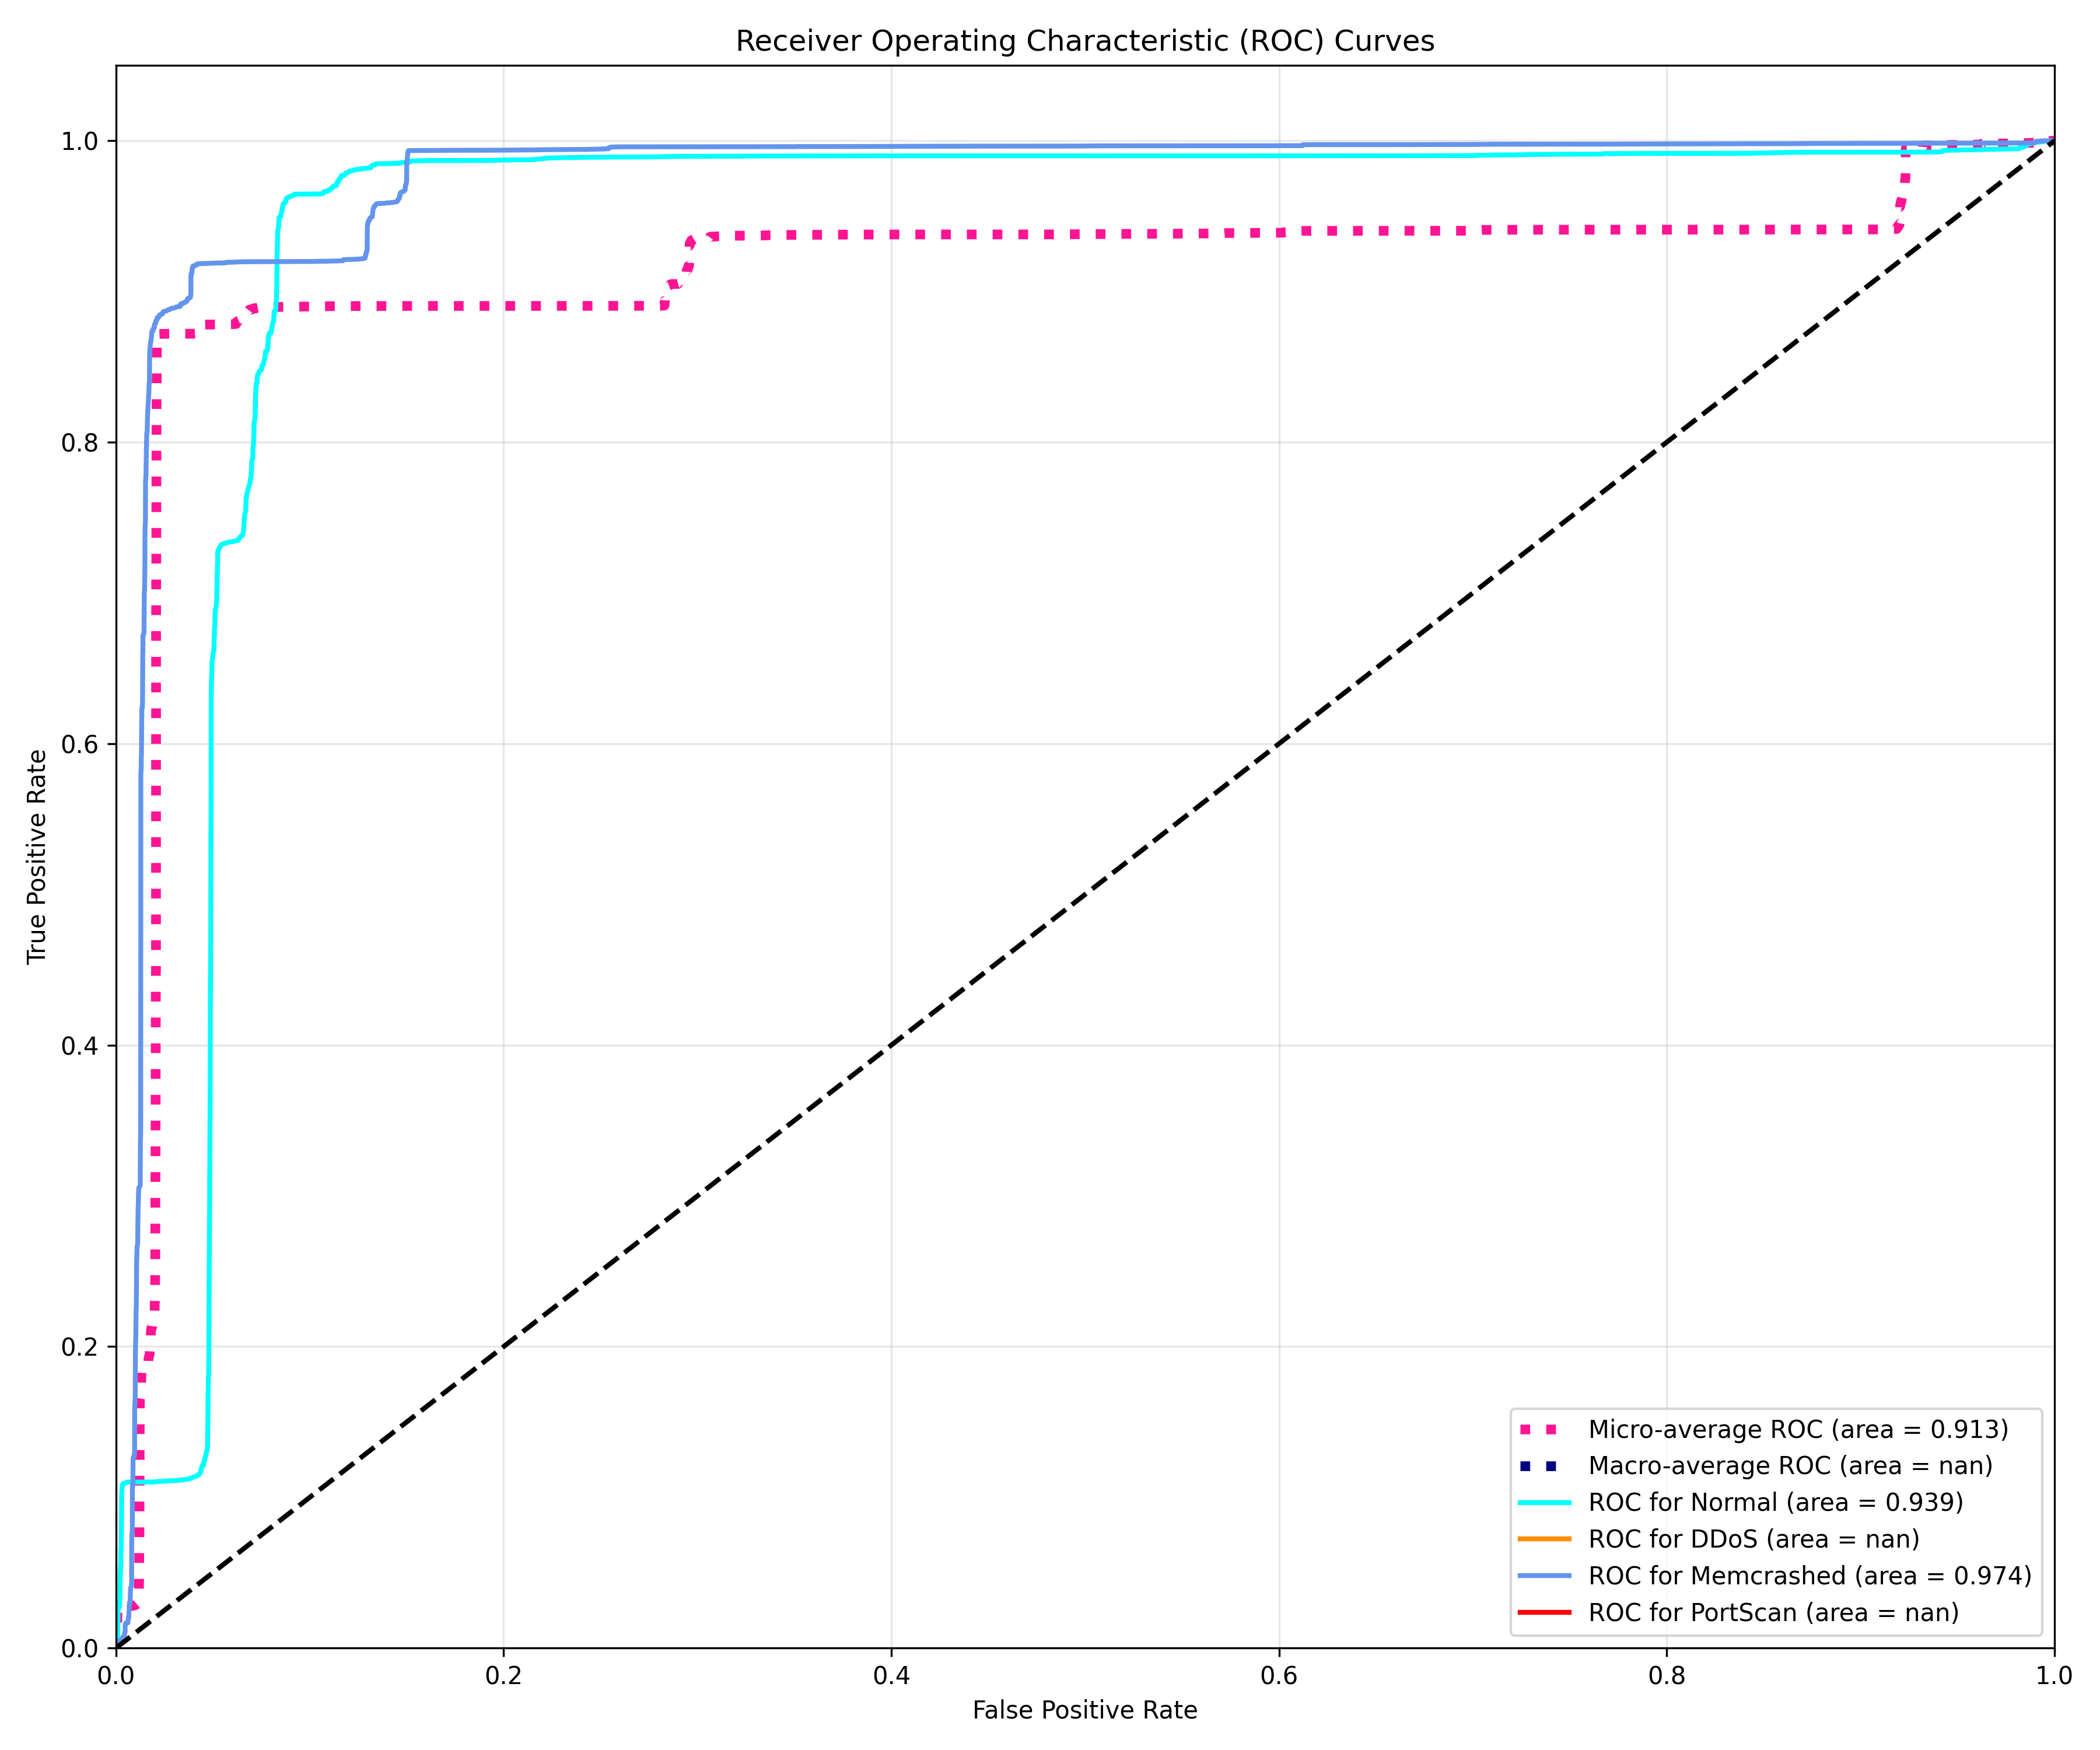 Receiver Operating Characteristic (ROC) Curves
True Positive Rate
1.0
0.8
0.6
0.4
0.2
0.0
0.0 0.2 0.4 0.6 0.8 1.0
False Positive Rate
Micro-average ROC (area = 0.913)
Macro-average ROC (area = nan)
ROC for Normal (area = 0.939)
ROC for DDoS (area = nan)
ROC for Memcrashed (area = 0.974)
ROC for PortScan (area = nan)